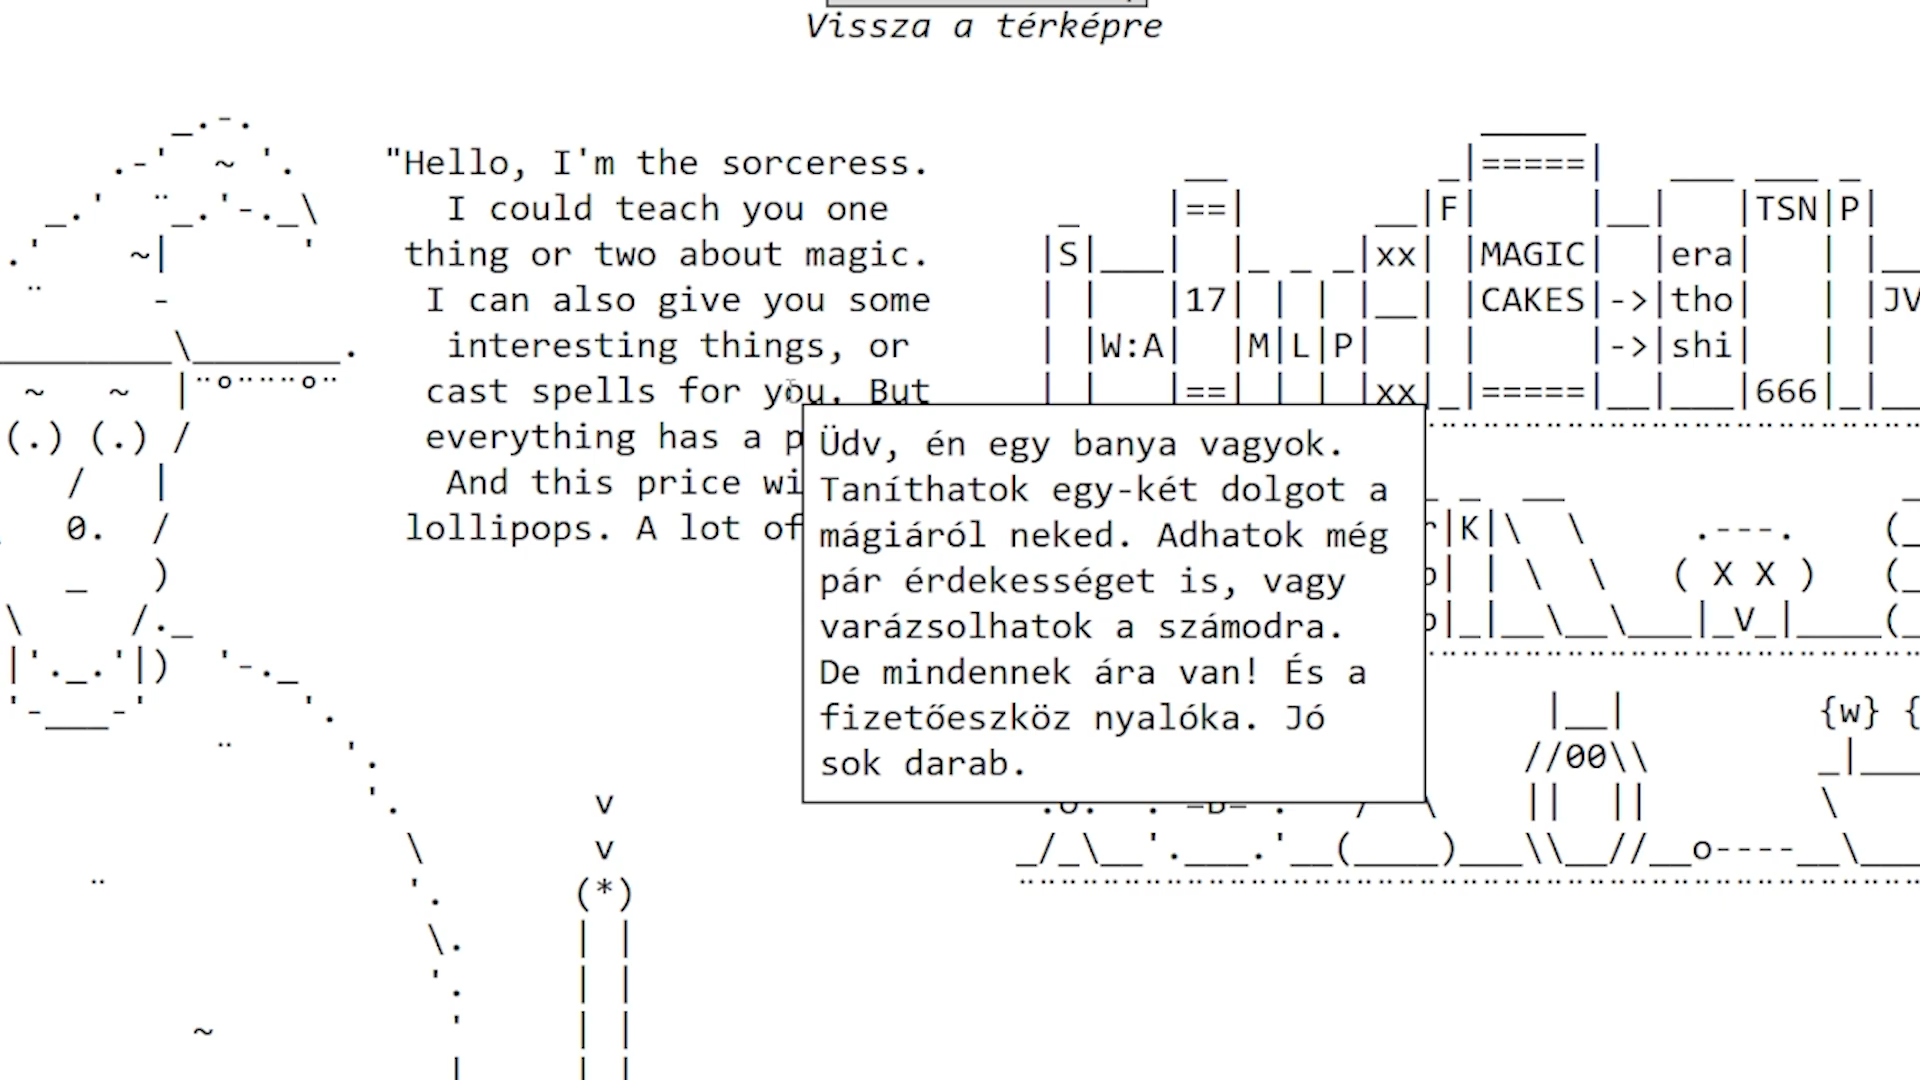 Vissza a térképre
"Hello, I'm the sorceress.
I could teach you one
thing or two about magic.
I can also give you some
interesting things, or
cast spells for you. But
everything has a p
And this price wi
lollipops. A lot of
Üdv, én egy banya vagyok.
Taníthatok egy-két dolgot a
mágiáról neked. Adhatok még
pár érdekességet is, vagy
varázsolhatok a számodra.
De mindennek ára van! És a
fizetőeszköz nyalóka. Jó
sok darab.
F TSN P
S xx MAGIC era
17 CAKES -> tho JV
W:A M L P -> shi
xx 666
K
X X
V
{w} {